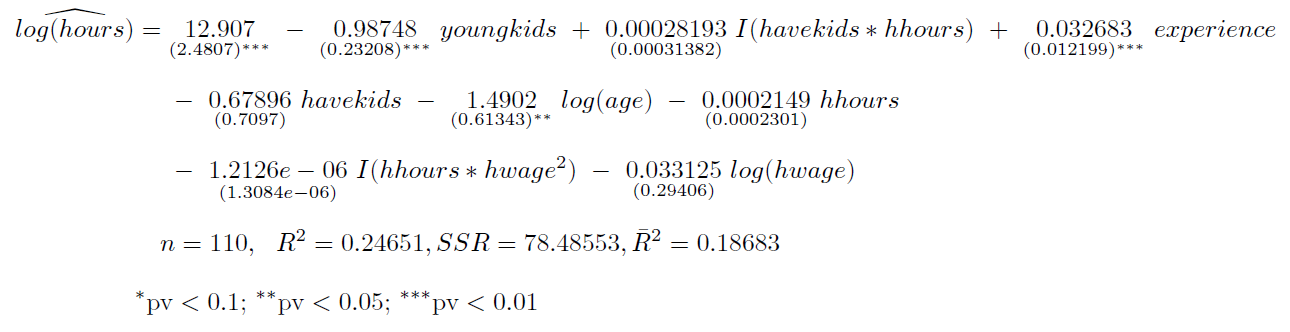 log(hours) = 12.907 − 0.98748 youngkids + 0.00028193 I(havekids ∗ hhours) + 0.032683 experience
(2.4807)*** (0.23208)*** (0.00031382) (0.012199)***
− 0.67896 havekids − 1.4902 log(age) − 0.0002149 hhours
(0.7097) (0.61343)** (0.0002301)
− 1.2126e − 06 I(hhours ∗ hwage²) − 0.033125 log(hwage)
(1.3084e−06) (0.29406)
n = 110, R² = 0.24651, SSR = 78.48553, R̄² = 0.18683
*pv < 0.1; **pv < 0.05; ***pv < 0.01